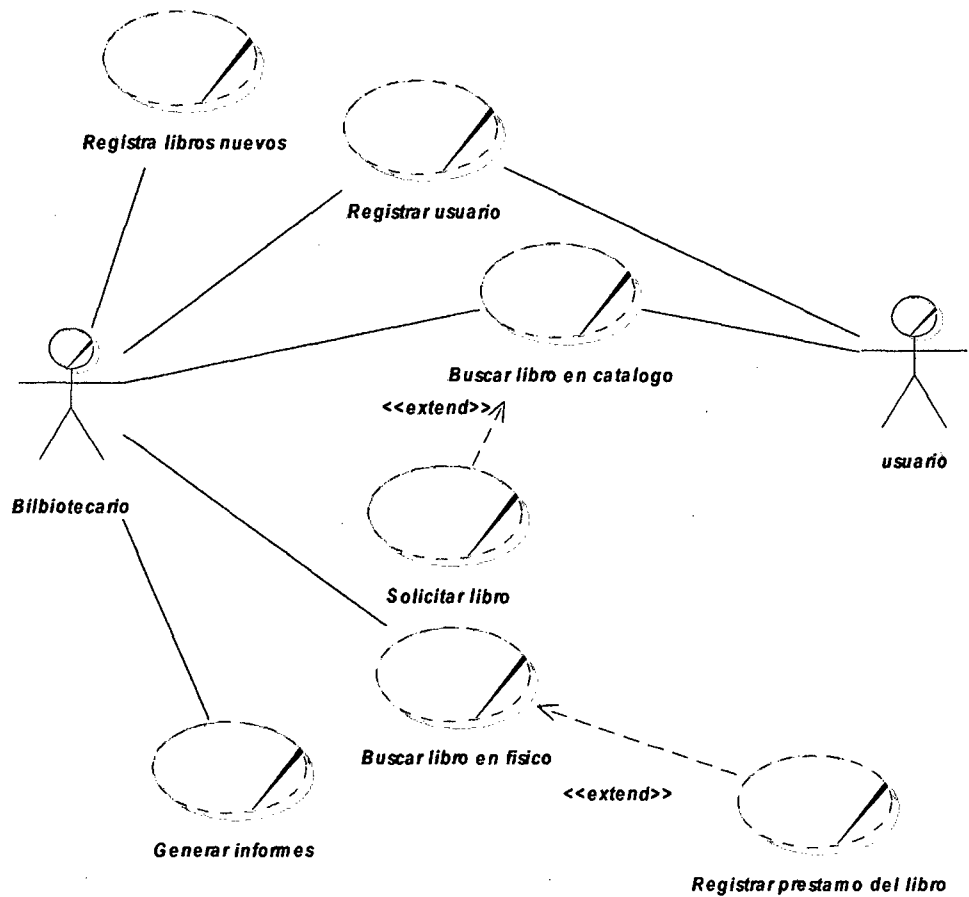 Registra libros nuevos
Registrar usuario
Buscar libro en catalogo
<<extend>>
usuario
Bilbiotecario
Solicitar libro
Buscar libro en fisico
<<extend>>
Generar informes
Registrar prestamo del libro